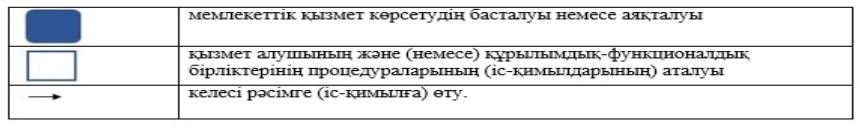 мемлекеттік қызмет көрсетудің басталуы немесе аяқталуы
қызмет алушының және (немесе) құрылымдық-функционалдық
бірліктерінің процедураларының (іс-қимылдарының) аталуы
келесі рәсімге (іс-қимылға) өту.